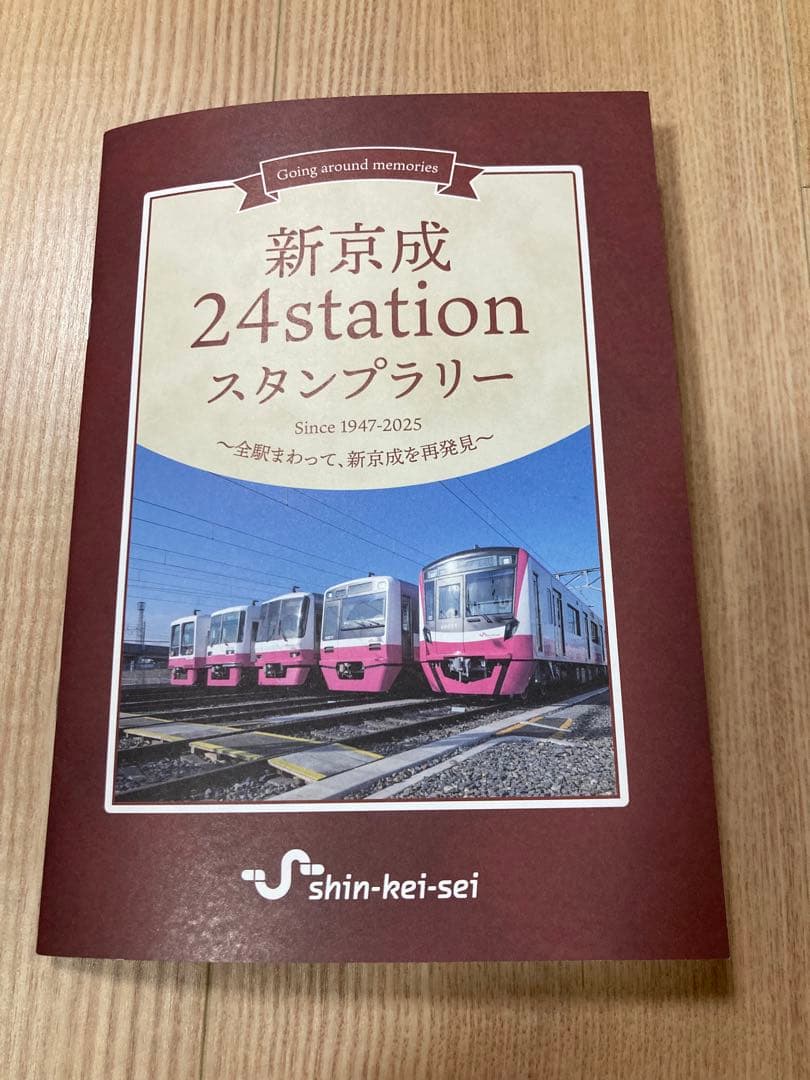 Going around memories
新京成
24station
スタンプラリー
Since 1947-2025
〜全駅まわって、新京成を再発見〜
shin-kei-sei